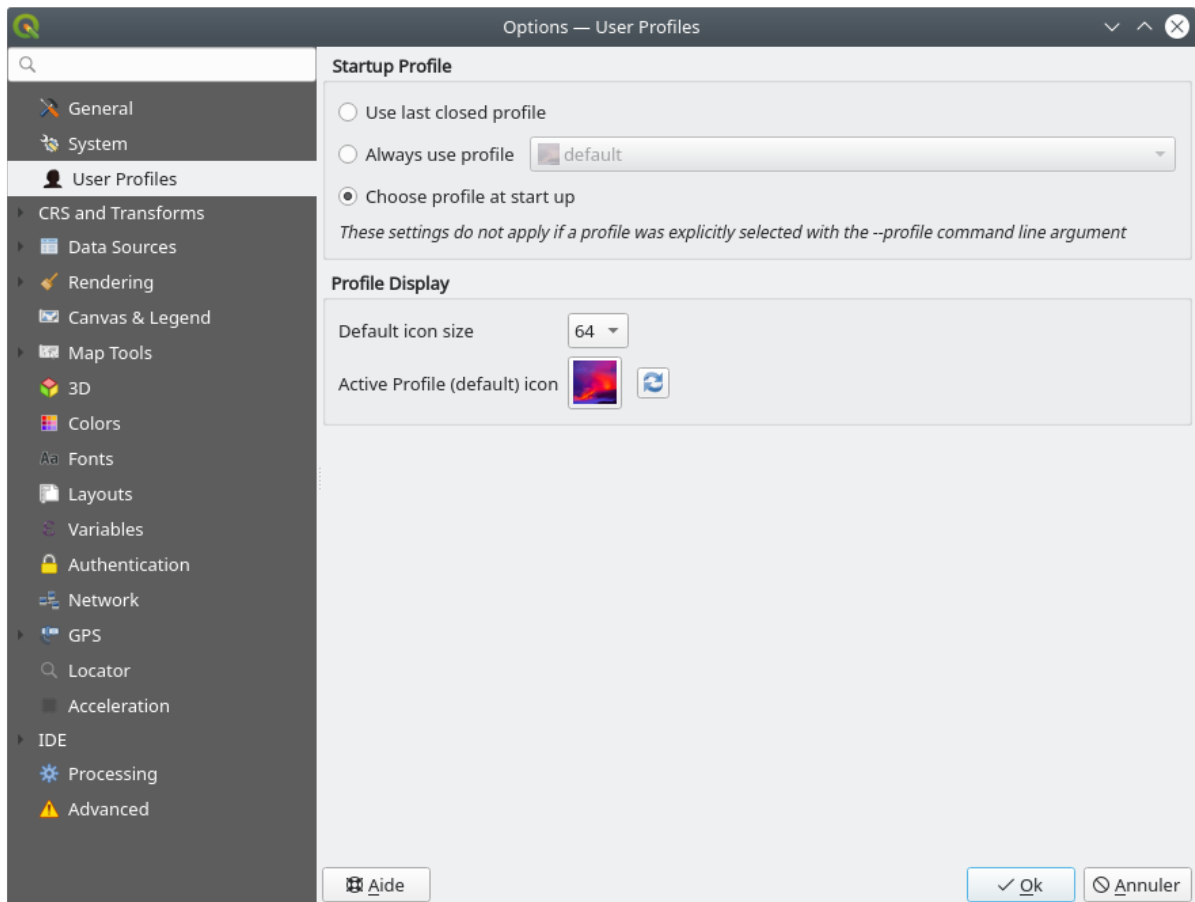 Options — User Profiles
General
System
User Profiles
CRS and Transforms
Data Sources
Rendering
Canvas & Legend
Map Tools
3D
Colors
Aa Fonts
Layouts
Variables
Authentication
Network
GPS
Locator
Acceleration
IDE
Processing
Advanced
Startup Profile
Use last closed profile
Always use profile default
Choose profile at start up
These settings do not apply if a profile was explicitly selected with the --profile command line argument
Profile Display
Default icon size 64
Active Profile (default) icon
Aide Ok Annuler